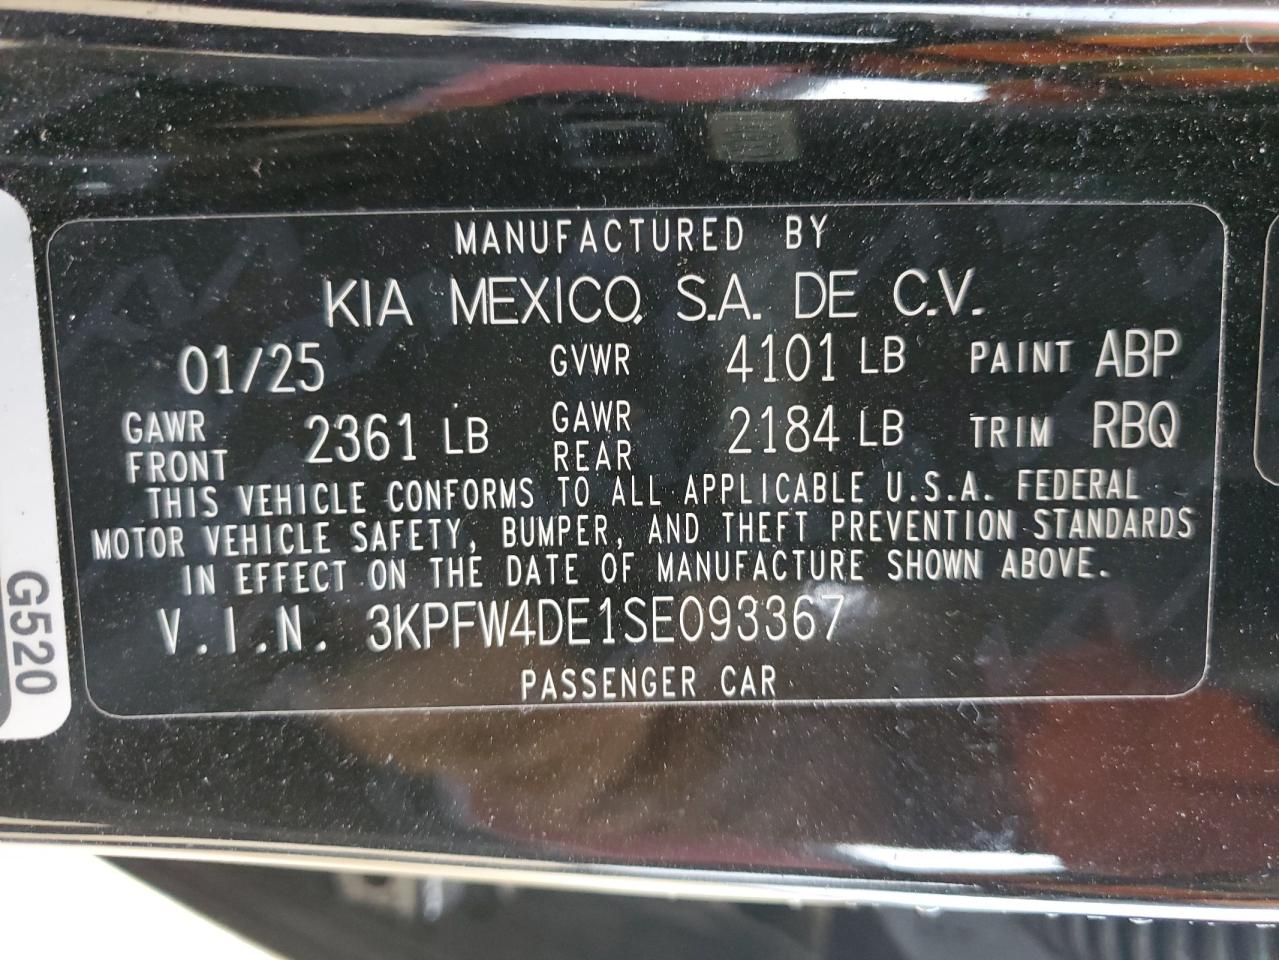 MANUFACTURED BY
KIA MEXICO, S.A. DE C.V.
01/25 GVWR 4101 LB PAINT ABP
GAWR FRONT 2361 LB GAWR REAR 2184 LB TRIM RBQ
THIS VEHICLE CONFORMS TO ALL APPLICABLE U.S.A. FEDERAL
MOTOR VEHICLE SAFETY, BUMPER, AND THEFT PREVENTION STANDARDS
IN EFFECT ON THE DATE OF MANUFACTURE SHOWN ABOVE.
V.I.N. 3KPFW4DE1SE093367
PASSENGER CAR
G520